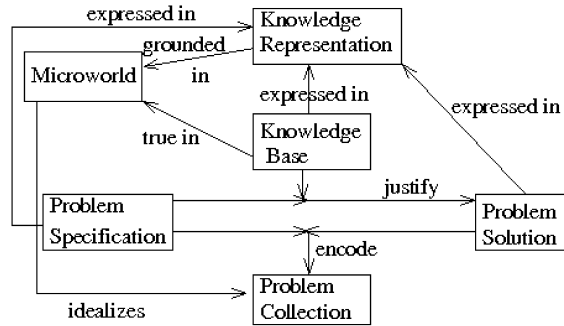 expressed in
Knowledge
Representation
grounded
in
Microworld
expressed in
expressed in
true in
Knowledge
Base
justify
Problem
Specification
Problem
Solution
encode
Problem
Collection
idealizes